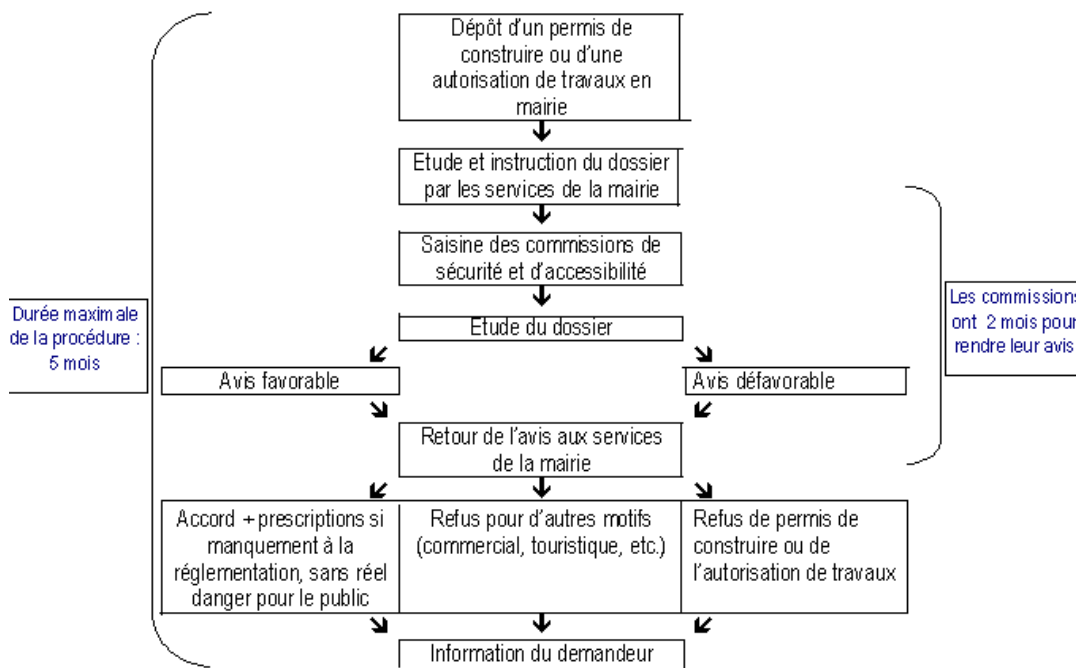 Dépôt d'un permis de
construire ou d'une
autorisation de travaux en
mairie
Etude et instruction du dossier
par les services de la mairie
Saisine des commissions de
sécurité et d'accessibilité
Durée maximale
de la procédure :
5 mois
Les commissions
ont 2 mois pour
rendre leur avis
Etude du dossier
Avis favorable
Avis défavorable
Retour de l'avis aux services
de la mairie
Accord + prescriptions si
manquement à la
réglementation, sans réel
danger pour le public
Refus pour d'autres motifs
(commercial, touristique, etc.)
Refus de permis de
construire ou de
l'autorisation de travaux
Information du demandeur